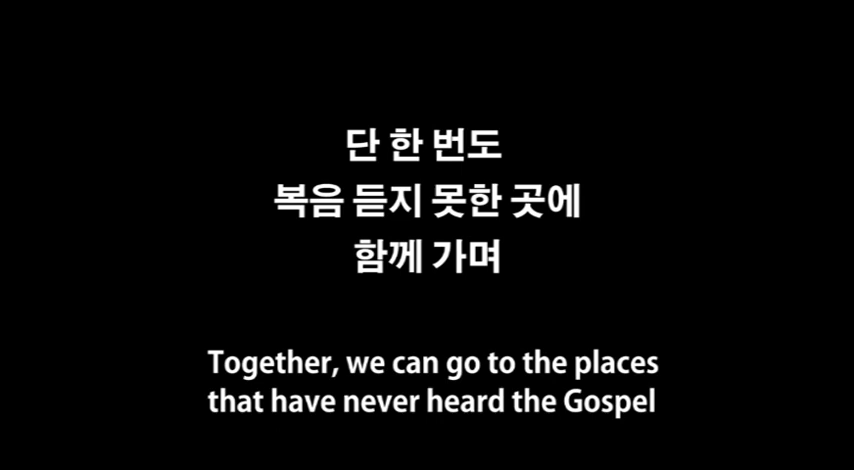 단 한 번도
복음 듣지 못한 곳에
함께 가며
Together, we can go to the places
that have never heard the Gospel